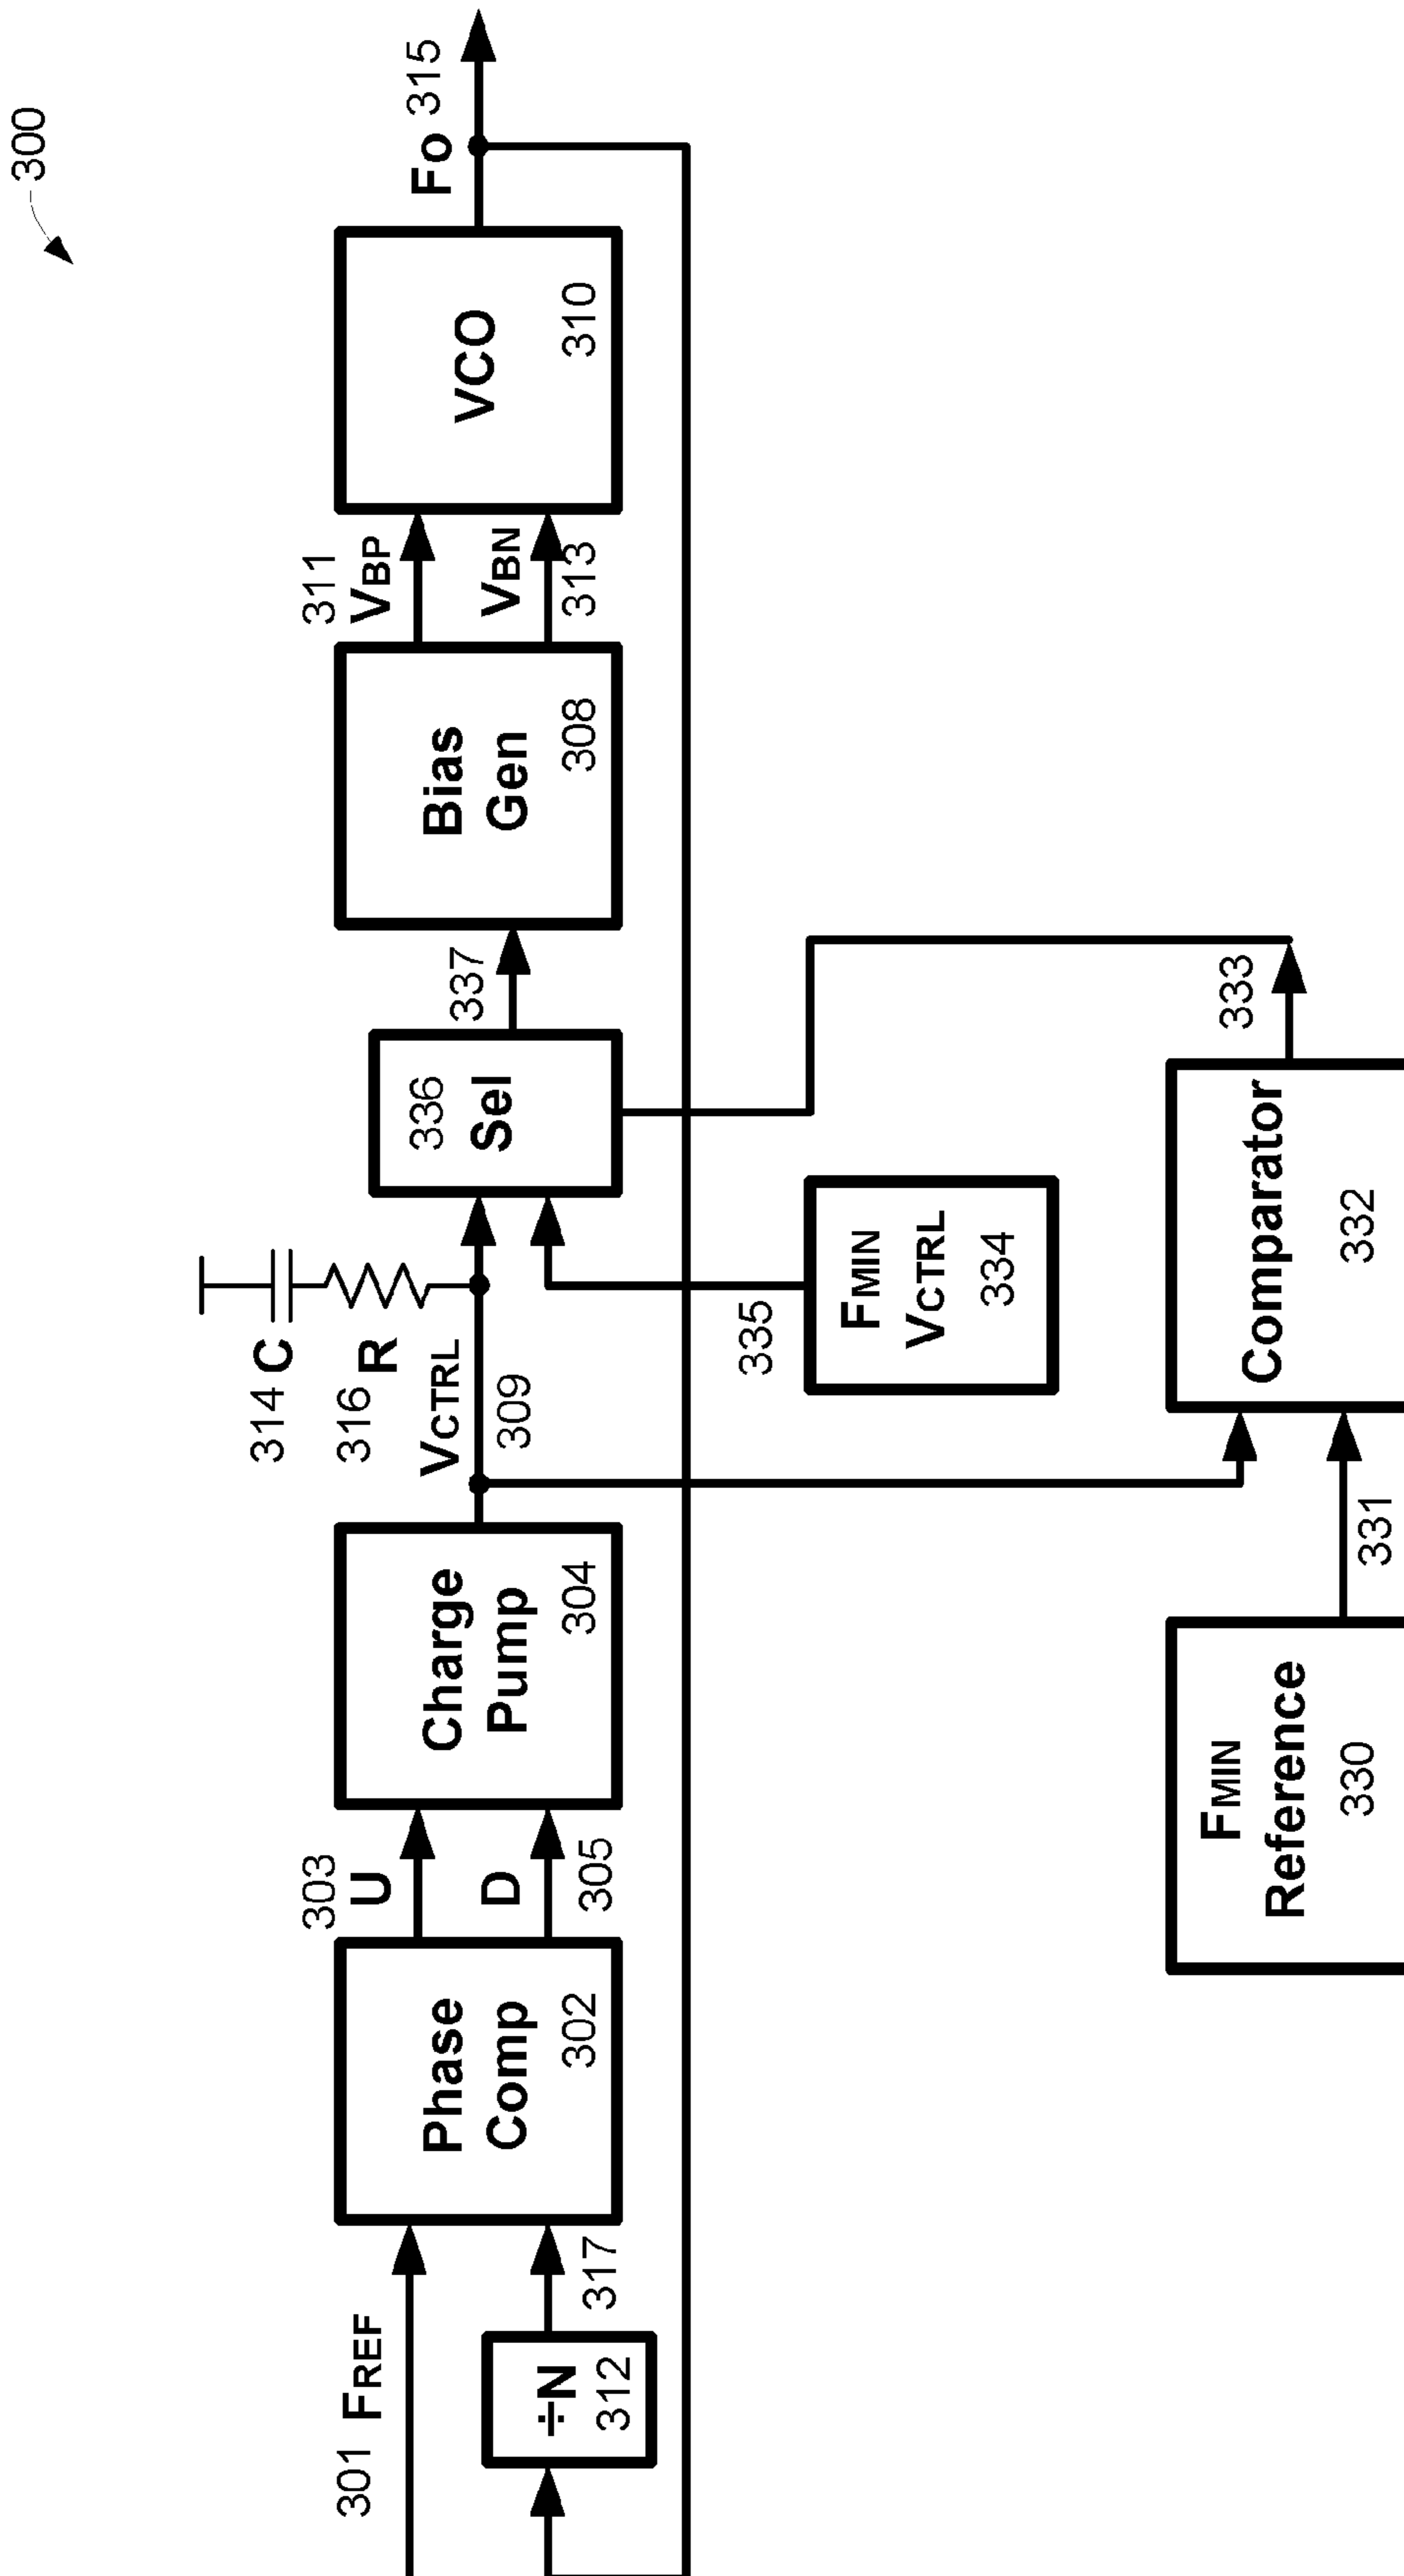 300
301 FREF
÷N
312
317
Phase
Comp
302
303
U
D
305
Charge
Pump
304
VCTRL
309
314 C
316 R
336
Sel
337
Bias
Gen
308
311
VBP
VBN
313
VCO
310
Fo 315
335
FMIN
VCTRL
334
FMIN
Reference
330
331
Comparator
332
333